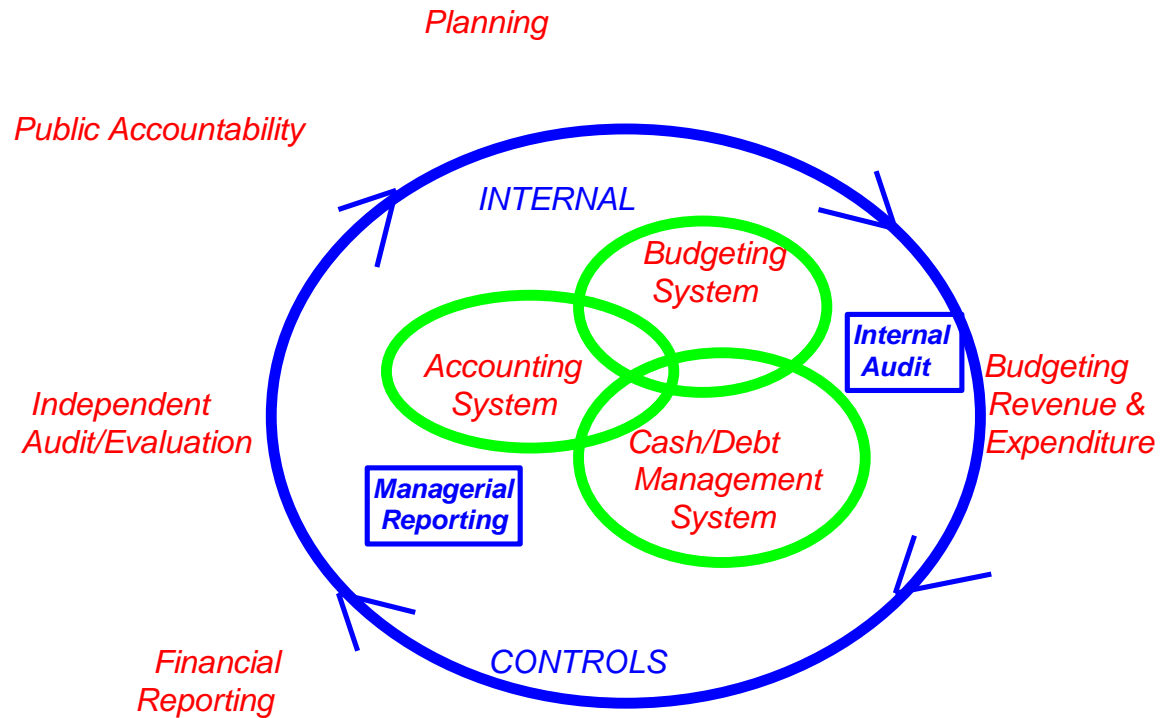 Planning
Public Accountability
INTERNAL
Budgeting
System
Internal
Audit
Accounting
System
Budgeting
Revenue &
Expenditure
Independent
Audit/Evaluation
Cash/Debt
Management
System
Managerial
Reporting
CONTROLS
Financial
Reporting